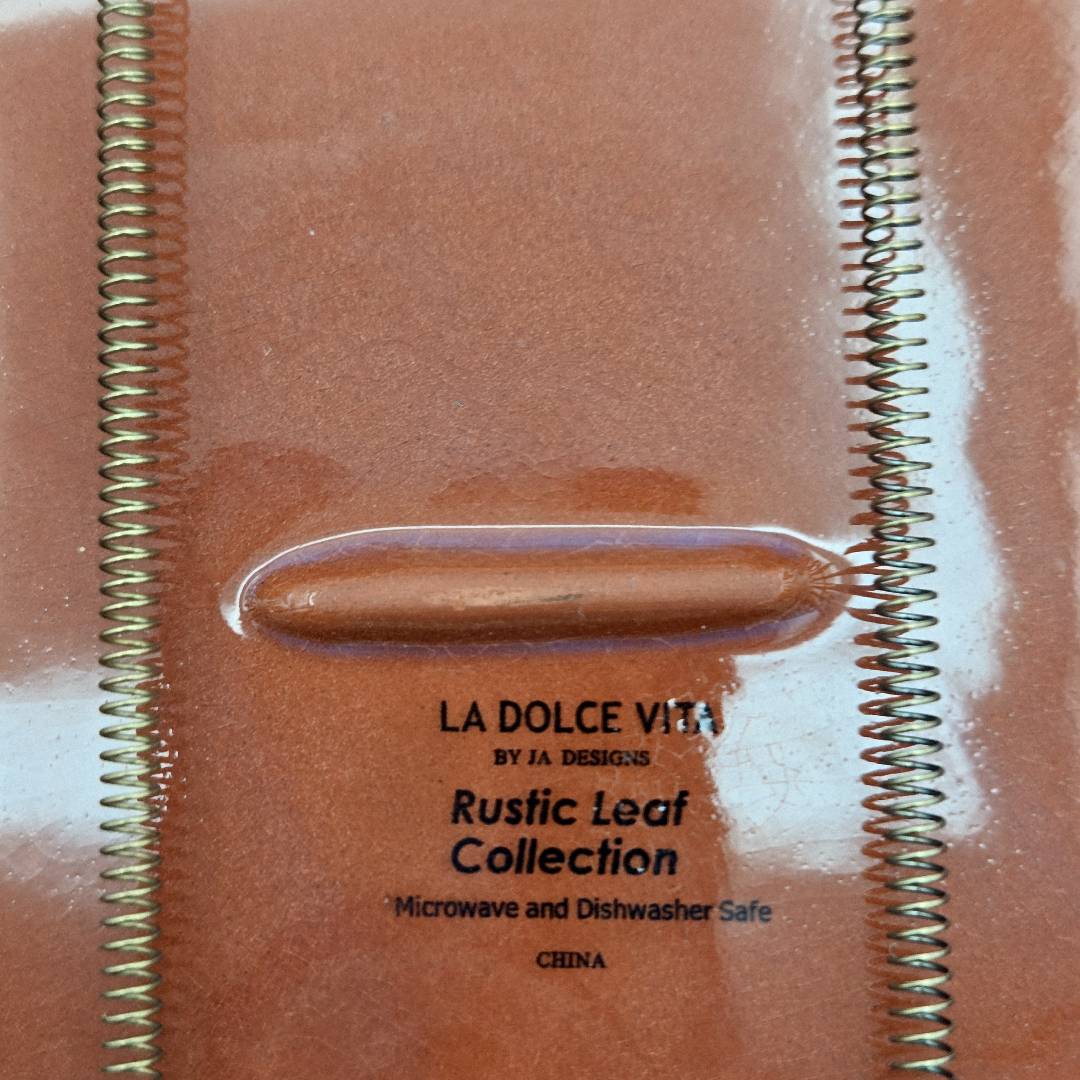 LA DOLCE VITA
BY JA DESIGNS
Rustic Leaf
Collection
Microwave and Dishwasher Safe
CHINA